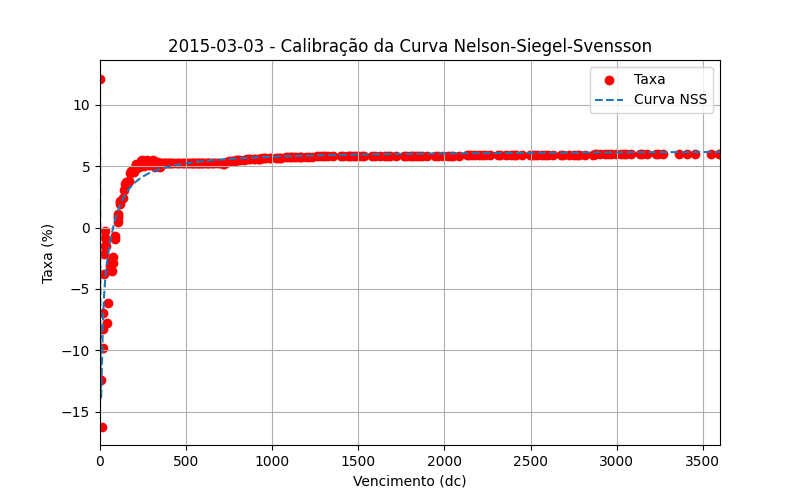 2015-03-03 - Calibração da Curva Nelson-Siegel-Svensson
Taxa
Curva NSS
Taxa (%)
10
5
0
−5
−10
−15
0 500 1000 1500 2000 2500 3000 3500
Vencimento (dc)